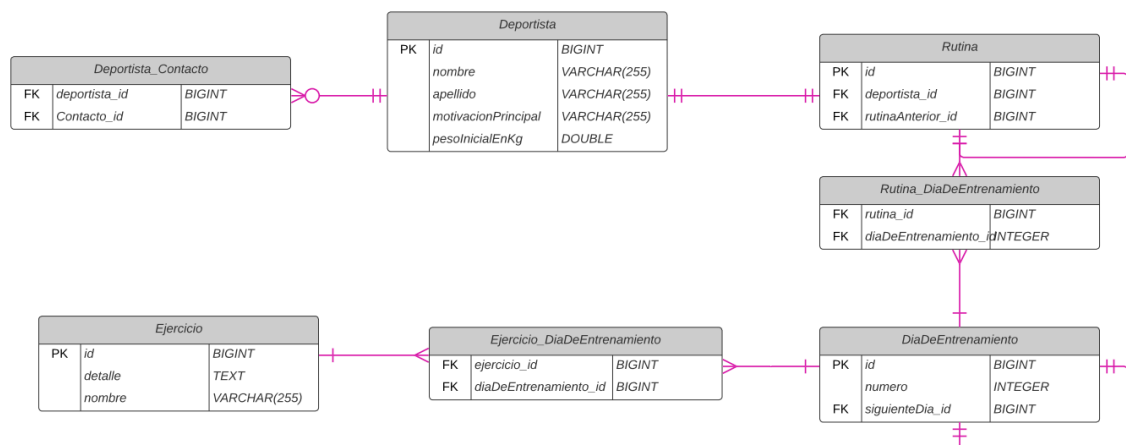 Deportista
PK id BIGINT
nombre VARCHAR(255)
apellido VARCHAR(255)
motivacionPrincipal VARCHAR(255)
pesoInicialEnKg DOUBLE
Rutina
PK id BIGINT
FK deportista_id BIGINT
FK rutinaAnterior_id BIGINT
Deportista_Contacto
FK deportista_id BIGINT
FK Contacto_id BIGINT
Rutina_DiaDeEntrenamiento
FK rutina_id BIGINT
FK diaDeEntrenamiento_id INTEGER
Ejercicio
PK id BIGINT
detalle TEXT
nombre VARCHAR(255)
Ejercicio_DiaDeEntrenamiento
FK ejercicio_id BIGINT
FK diaDeEntrenamiento_id BIGINT
DiaDeEntrenamiento
PK id BIGINT
numero INTEGER
FK siguienteDia_id BIGINT